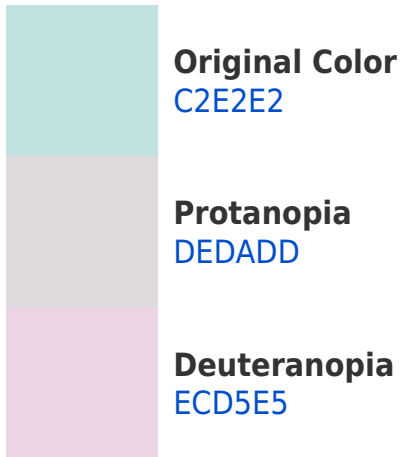 Original Color
C2E2E2
Protanopia
DEDADD
Deuteranopia
ECD5E5